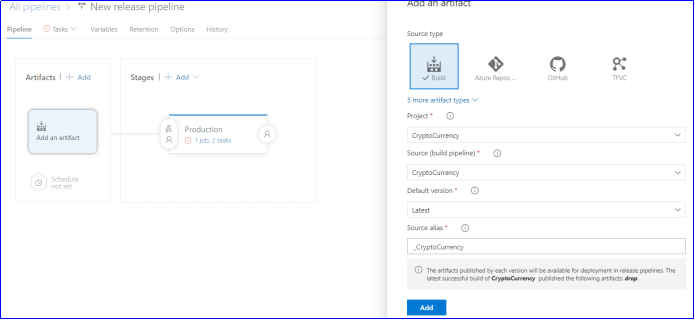 All pipelines > New release pipeline
Pipeline Tasks Variables Retention Options History
Artifacts | + Add
Stages | + Add
Add an artifact
Schedule
not set
Production
1 job, 2 tasks
Add an artifact
Source type
Build
Azure Repos ...
GitHub
TFVC
5 more artifact types
Project *
CryptoCurrency
Source (build pipeline) *
CryptoCurrency
Default version *
Latest
Source alias *
_CryptoCurrency
The artifacts published by each version will be available for deployment in release pipelines. The
latest successful build of CryptoCurrency published the following artifacts: drop.
Add